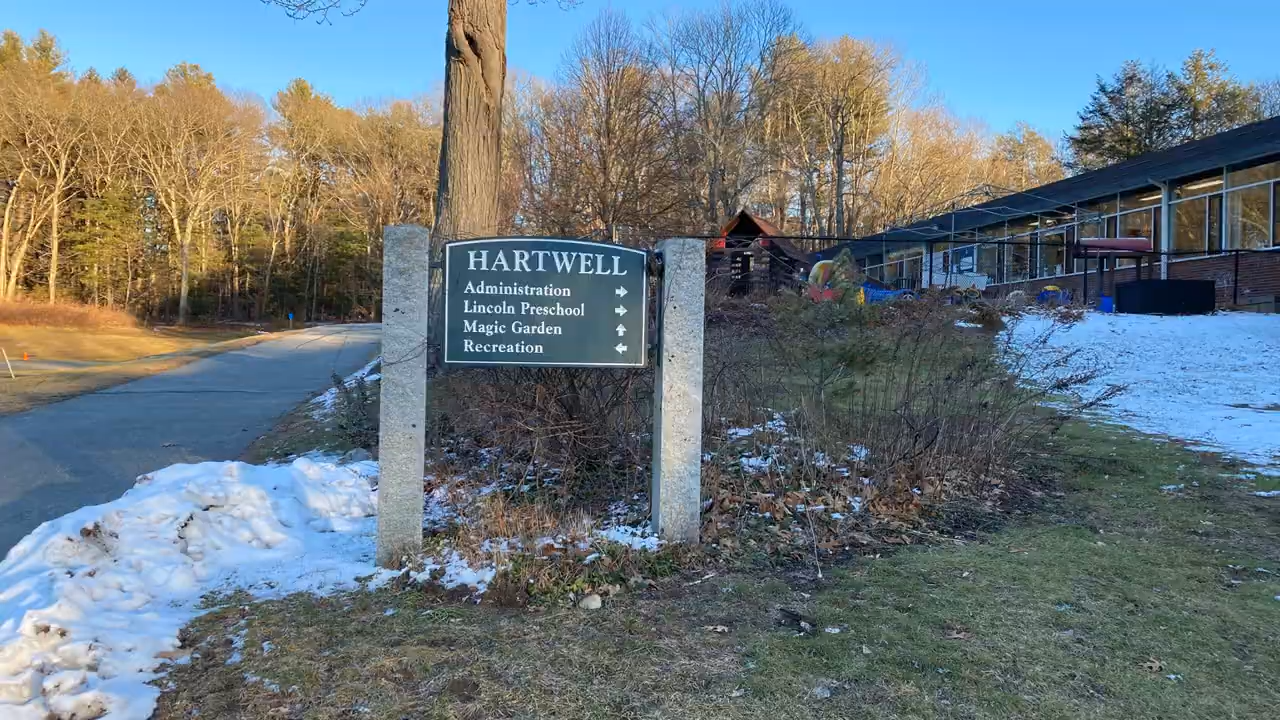 HARTWELL
Administration →
Lincoln Preschool →
Magic Garden ↑
Recreation ←